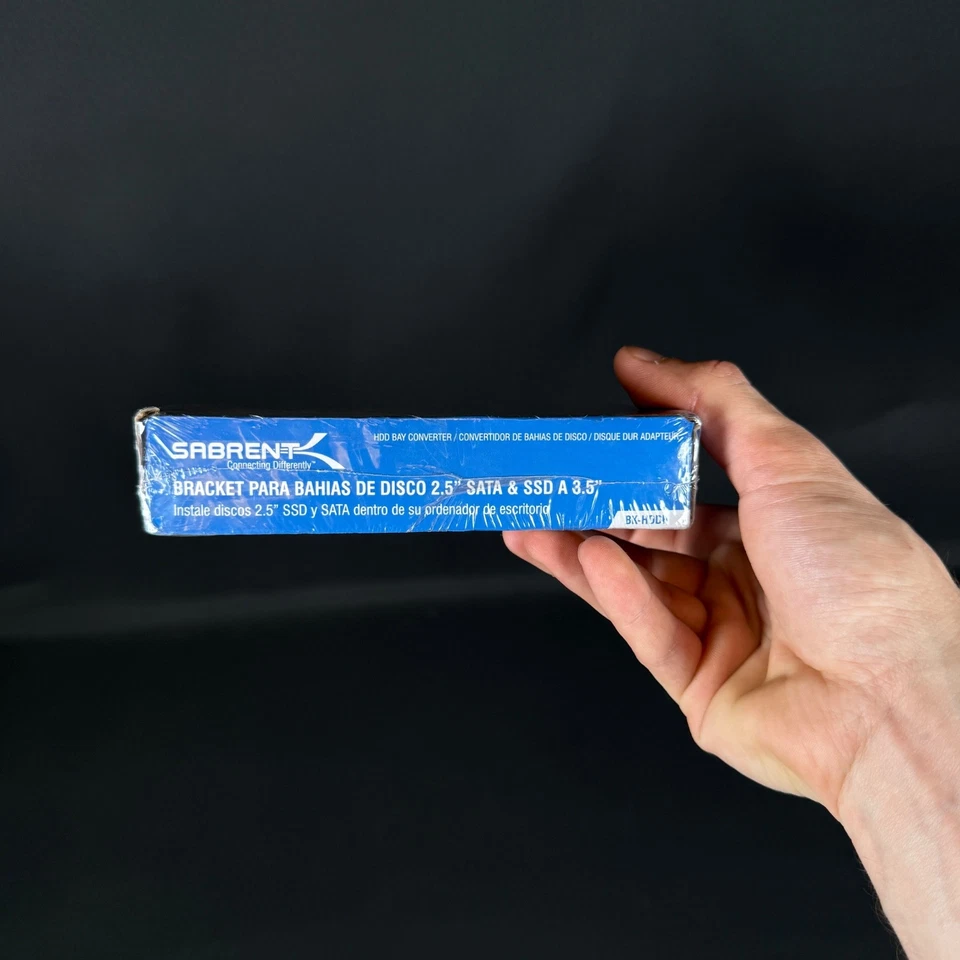 SABRENT
Connecting Differently™
HDD BAY CONVERTER / CONVERTIDOR DE BAHIAS DE DISCO / DISQUE DUR ADAPTEUR
BRACKET PARA BAHIAS DE DISCO 2.5" SATA & SSD A 3.5"
Instale discos 2.5" SSD y SATA dentro de su ordenador de escritorio